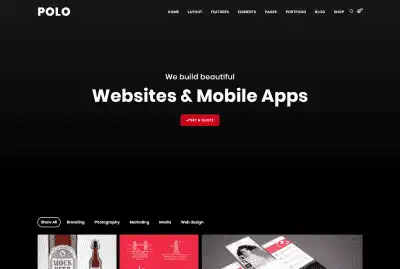 POLO
HOME LAYOUT FEATURES ELEMENTS PAGES PORTFOLIO BLOG SHOP
We build beautiful
Websites & Mobile Apps
GET A QUOTE
Show All Branding Photography Marketing Media Web design
MOCK
BEER